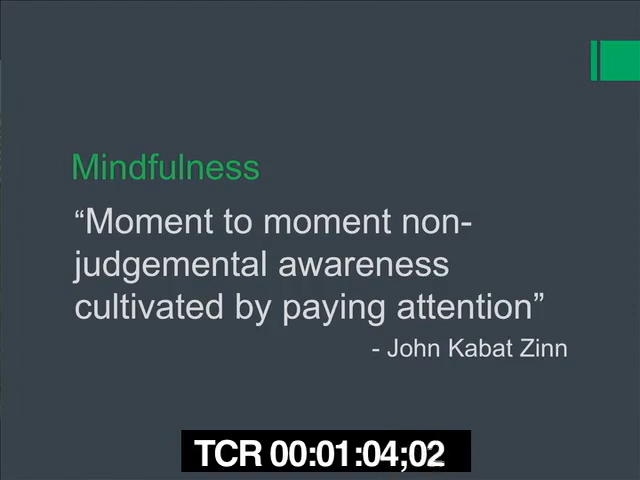 Mindfulness
“Moment to moment non-
judgemental awareness
cultivated by paying attention”
- John Kabat Zinn
TCR 00:01:04;02